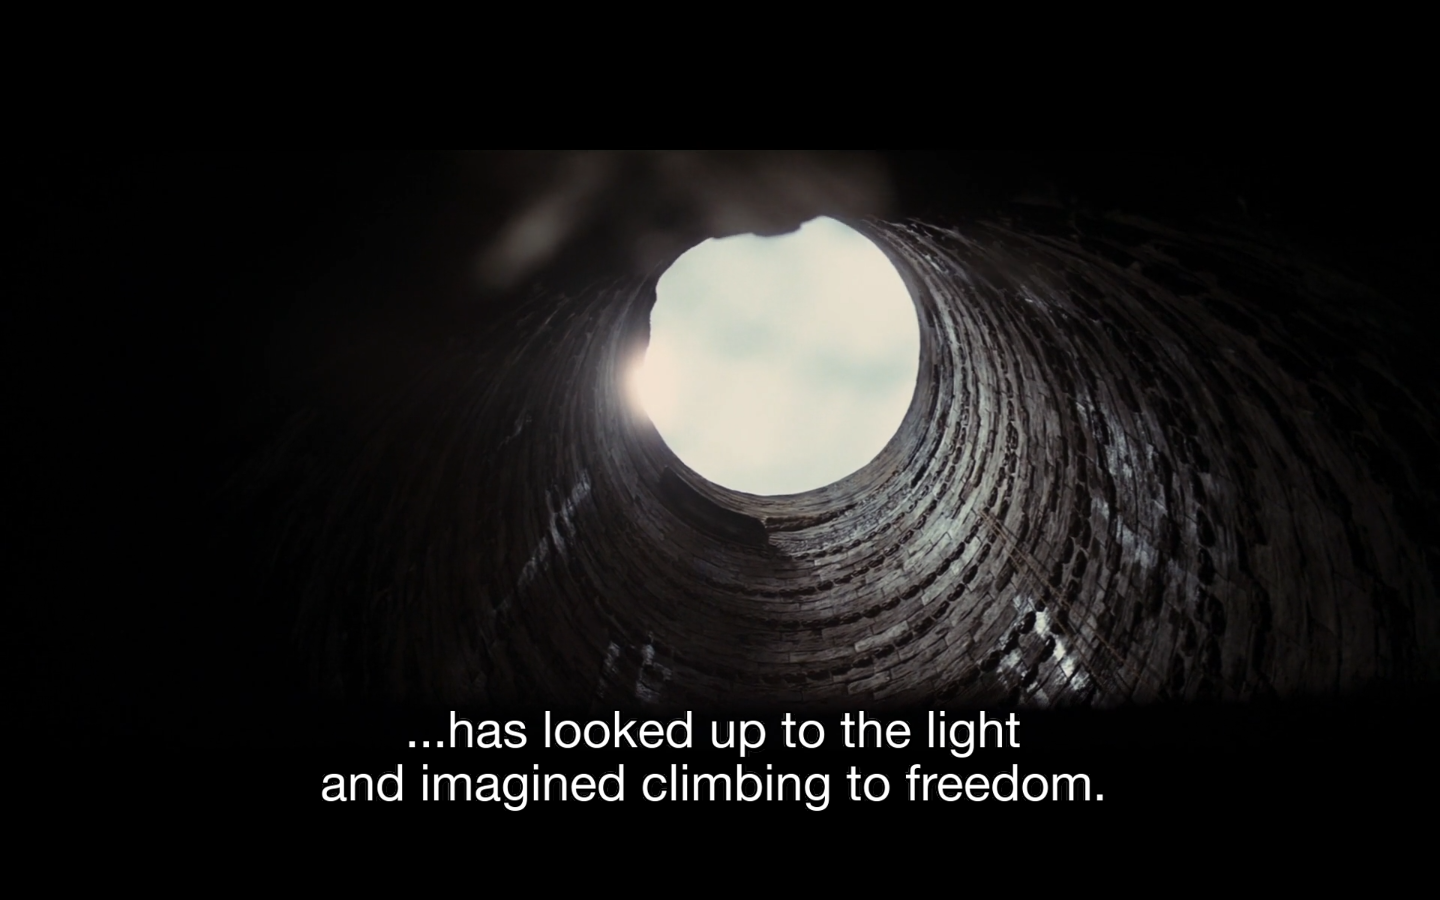 ...has looked up to the light
and imagined climbing to freedom.